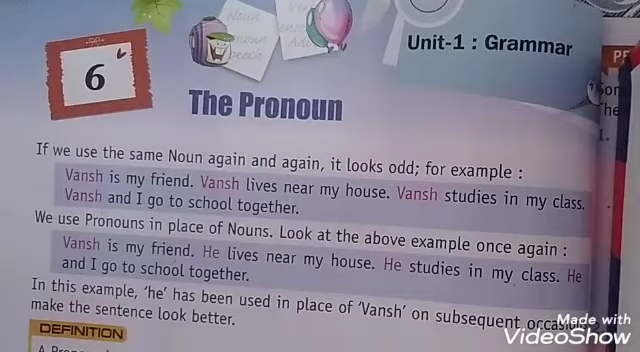 Noun
Unit-1 : Grammar
6
The Pronoun
If we use the same Noun again and again, it looks odd; for example :
Vansh is my friend. Vansh lives near my house. Vansh studies in my class.
Vansh and I go to school together.
We use Pronouns in place of Nouns. Look at the above example once again :
Vansh is my friend. He lives near my house. He studies in my class. He
and I go to school together.
In this example, 'he' has been used in place of 'Vansh' on subsequent occasions
make the sentence look better.
DEFINITION
Made with
VideoShow